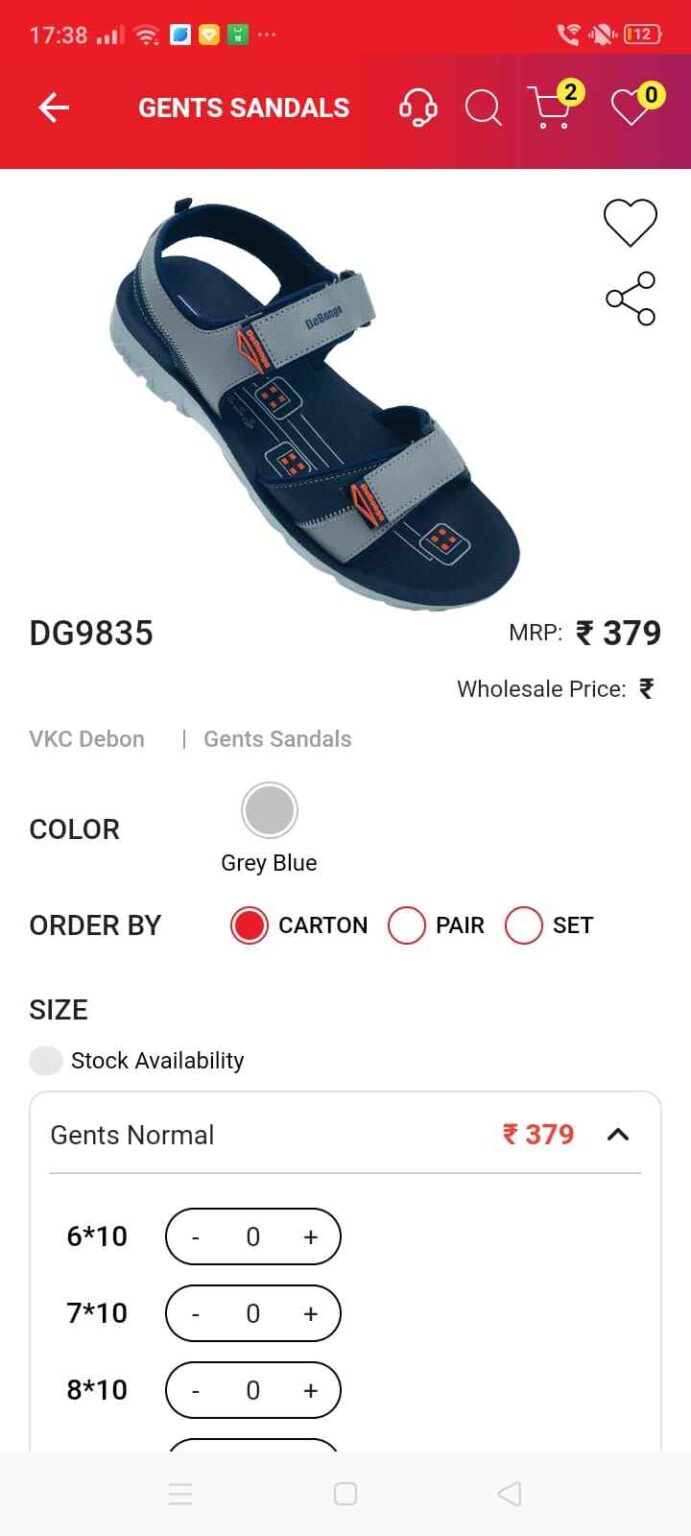 17:38
12
GENTS SANDALS
2
0
DeBongo
DeBongo
DeBongo
DG9835
MRP: ₹ 379
Wholesale Price: ₹
VKC Debon | Gents Sandals
COLOR
Grey Blue
ORDER BY CARTON PAIR SET
SIZE
Stock Availability
Gents Normal ₹ 379
6*10 - 0 +
7*10 - 0 +
8*10 - 0 +